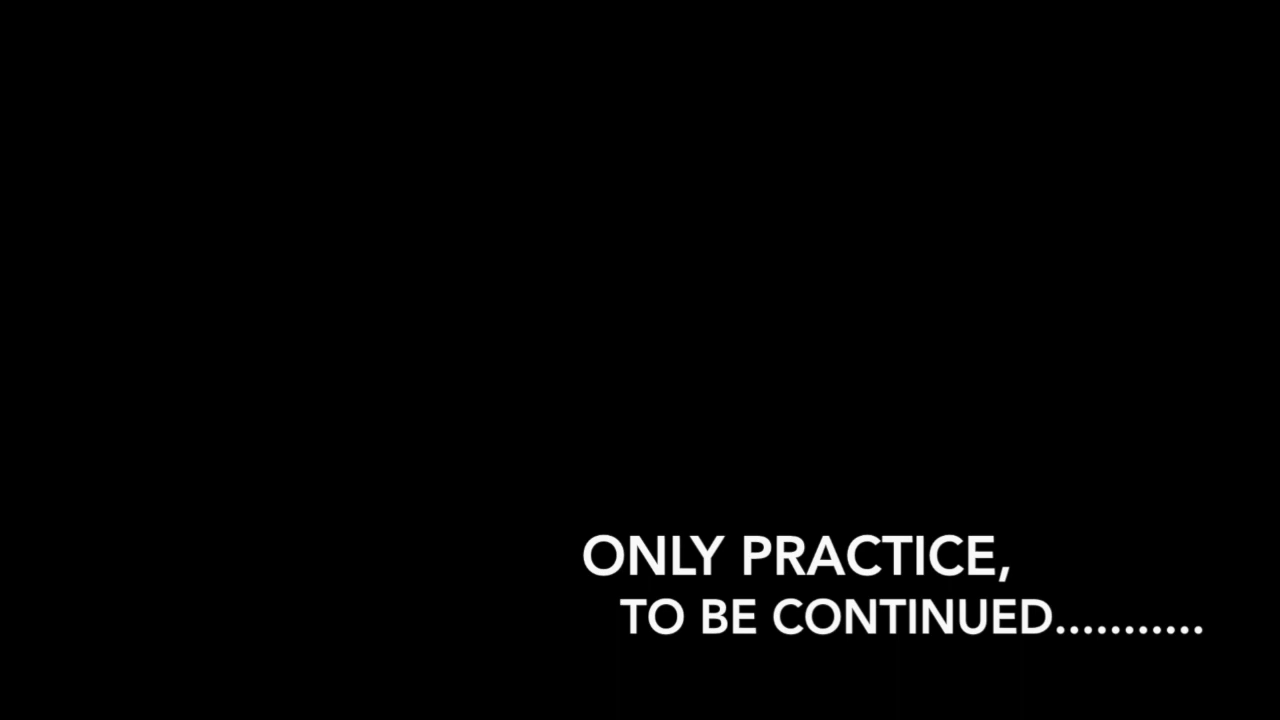 ONLY PRACTICE,
TO BE CONTINUED...........